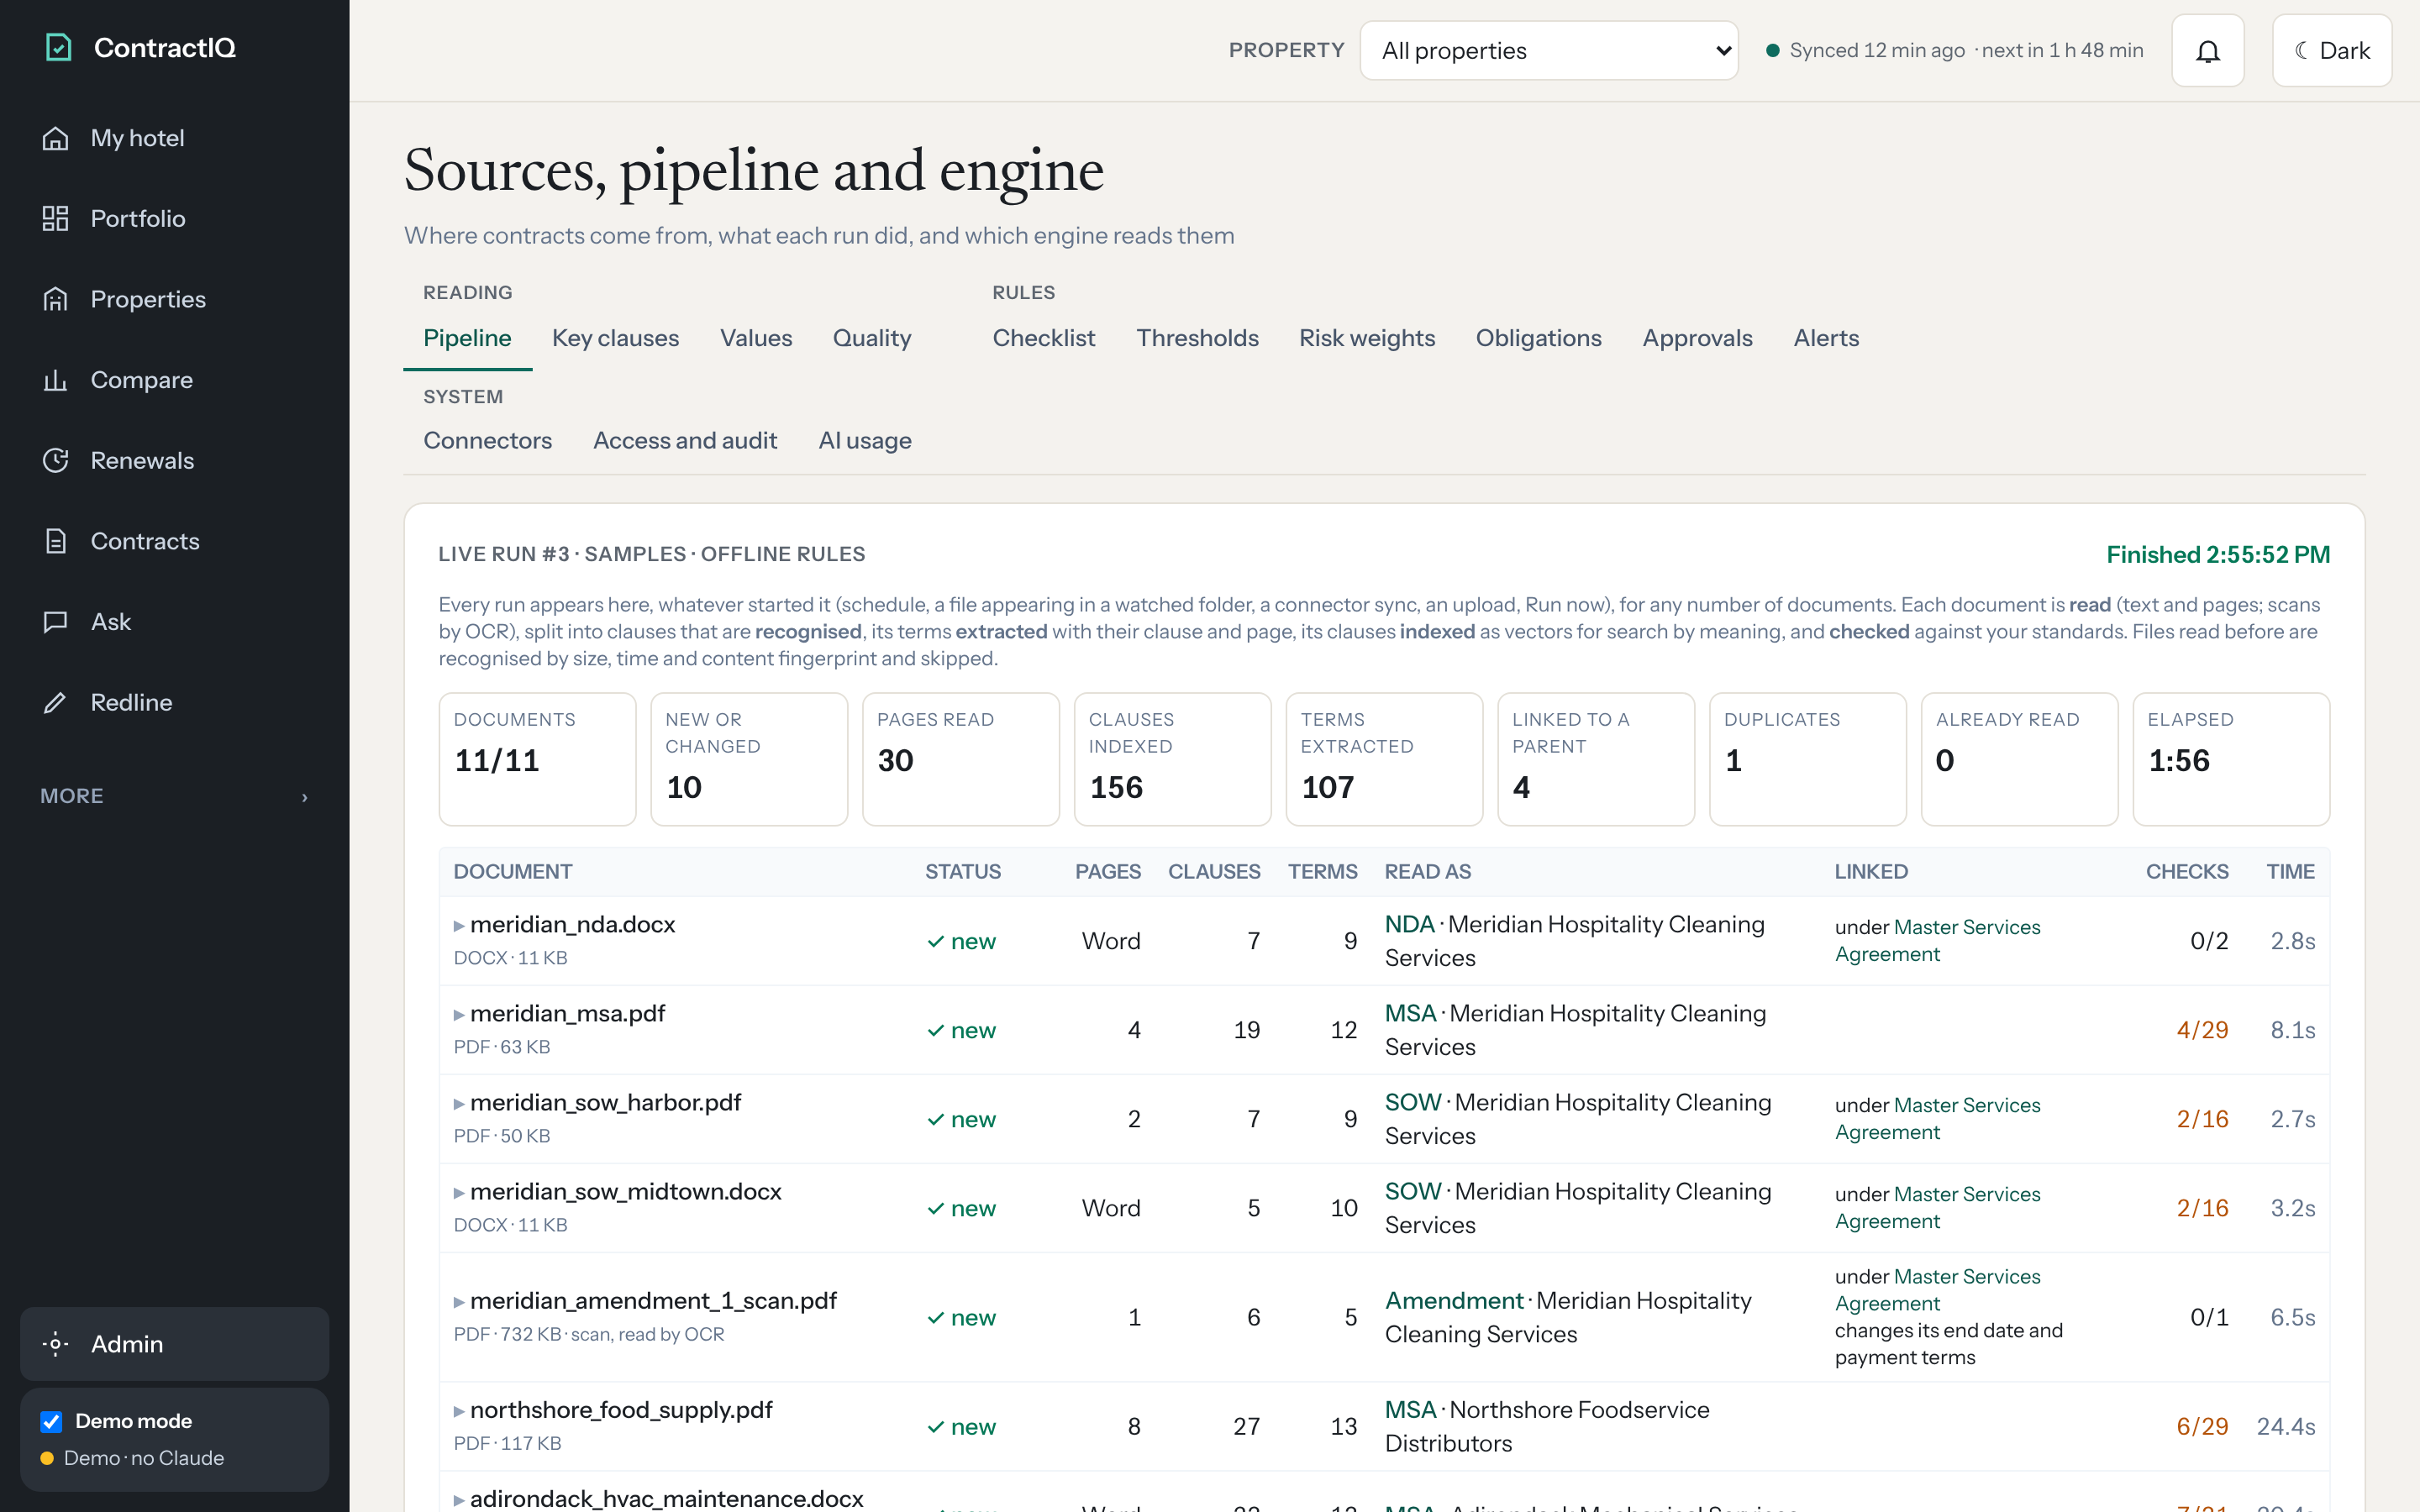 ContractIQ
My hotel
Portfolio
Properties
Compare
Renewals
Contracts
Ask
Redline
MORE ›
Admin
Demo mode
Demo · no Claude
PROPERTY All properties Synced 12 min ago · next in 1 h 48 min ☾ Dark
Sources, pipeline and engine
Where contracts come from, what each run did, and which engine reads them
READING RULES
Pipeline Key clauses Values Quality Checklist Thresholds Risk weights Obligations Approvals Alerts
SYSTEM
Connectors Access and audit AI usage
LIVE RUN #3 · SAMPLES · OFFLINE RULES Finished 2:55:52 PM
Every run appears here, whatever started it (schedule, a file appearing in a watched folder, a connector sync, an upload, Run now), for any number of documents. Each document is read (text and pages; scans
by OCR), split into clauses that are recognised, its terms extracted with their clause and page, its clauses indexed as vectors for search by meaning, and checked against your standards. Files read before are
recognised by size, time and content fingerprint and skipped.
DOCUMENTS
11/11
NEW OR
CHANGED
10
PAGES READ
30
CLAUSES
INDEXED
156
TERMS
EXTRACTED
107
LINKED TO A
PARENT
4
DUPLICATES
1
ALREADY READ
0
ELAPSED
1:56
DOCUMENT STATUS PAGES CLAUSES TERMS READ AS LINKED CHECKS TIME
▸ meridian_nda.docx
DOCX · 11 KB
✓ new
Word
7
9
NDA · Meridian Hospitality Cleaning
Services
under Master Services
Agreement
0/2
2.8s
▸ meridian_msa.pdf
PDF · 63 KB
✓ new
4
19
12
MSA · Meridian Hospitality Cleaning
Services
4/29
8.1s
▸ meridian_sow_harbor.pdf
PDF · 50 KB
✓ new
2
7
9
SOW · Meridian Hospitality Cleaning
Services
under Master Services
Agreement
2/16
2.7s
▸ meridian_sow_midtown.docx
DOCX · 11 KB
✓ new
Word
5
10
SOW · Meridian Hospitality Cleaning
Services
under Master Services
Agreement
2/16
3.2s
▸ meridian_amendment_1_scan.pdf
PDF · 732 KB · scan, read by OCR
✓ new
1
6
5
Amendment · Meridian Hospitality
Cleaning Services
under Master Services
Agreement
changes its end date and
payment terms
0/1
6.5s
▸ northshore_food_supply.pdf
PDF · 117 KB
✓ new
8
27
13
MSA · Northshore Foodservice
Distributors
6/29
24.4s
▸ adirondack_hvac_maintenance.docx